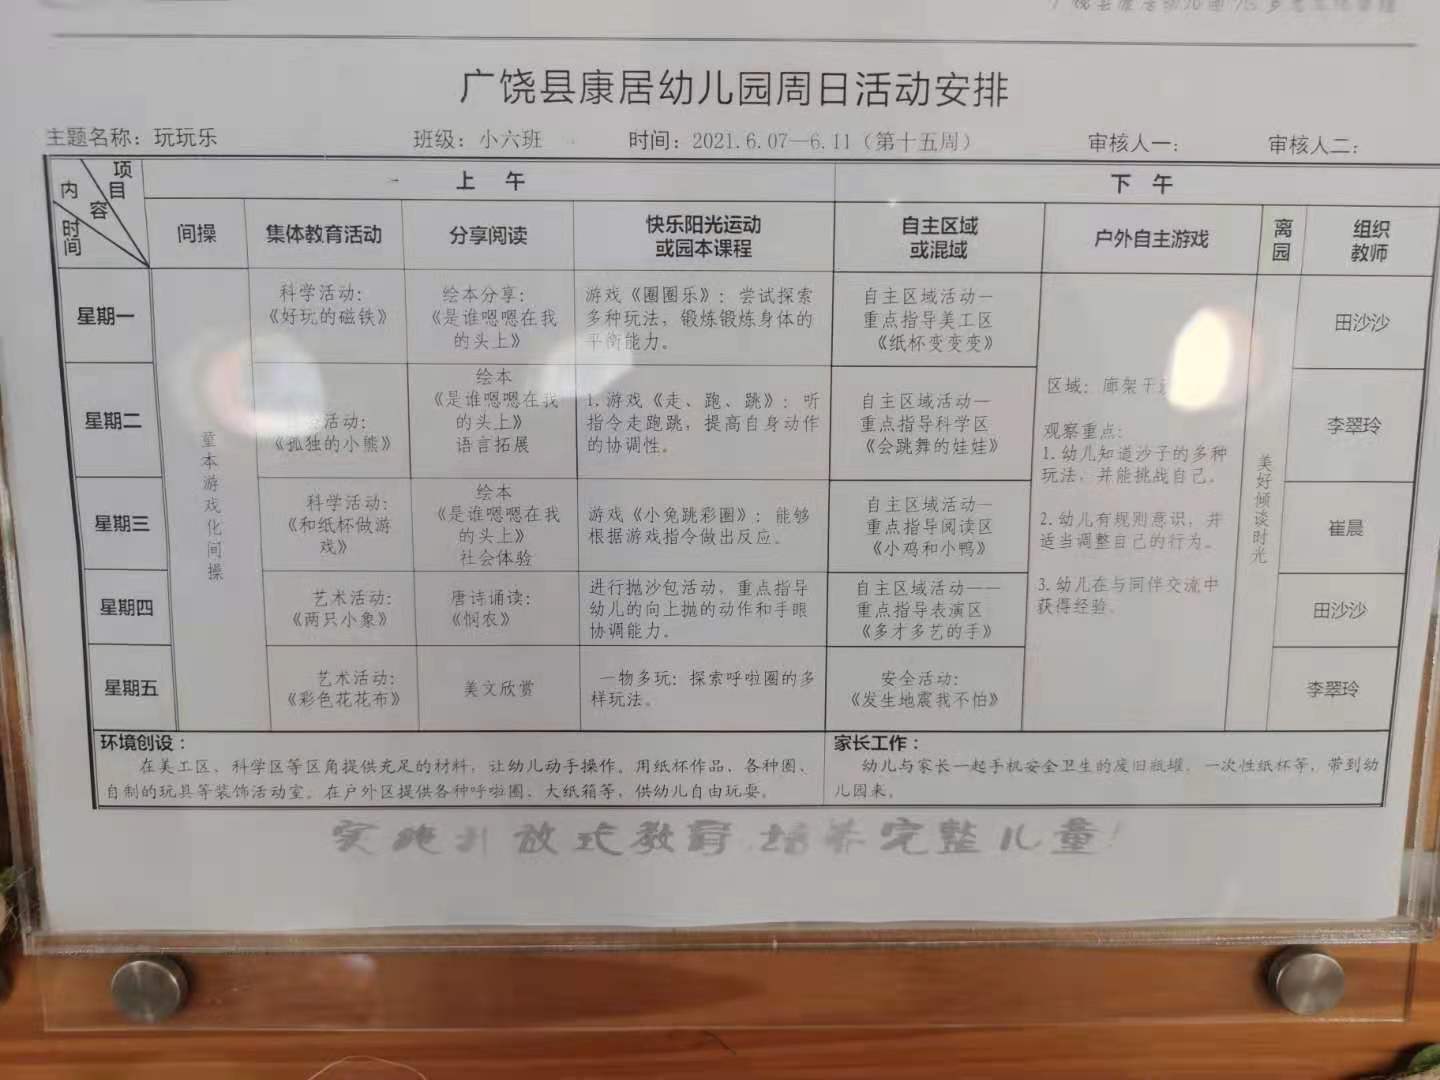 广饶县康居幼儿园周日活动安排
主题名称：玩玩乐 班级：小六班 时间：2021.6.07—6.11（第十五周） 审核人一： 审核人二：
项目
内容
时间
上 午
下 午
间操
集体教育活动
分享阅读
快乐阳光运动
或园本课程
自主区域
或混域
户外自主游戏
离园
组织
教师
星期一
科学活动：
《好玩的磁铁》
绘本分享：
《是谁嗯嗯在我
的头上》
游戏《圈圈乐》：尝试探索
多种玩法，锻炼锻炼身体的
平衡能力。
自主区域活动—
重点指导美工区
《纸杯变变变》
田沙沙
星期二
活动：
《孤独的小熊》
绘本
《是谁嗯嗯在我
的头上》
语言拓展
1.游戏《走、跑、跳》：听
指令走跑跳，提高自身动作
的协调性。
自主区域活动—
重点指导科学区
《会跳舞的娃娃》
李翠玲
星期三
科学活动：
《和纸杯做游
戏》
绘本
《是谁嗯嗯在我
的头上》
社会体验
游戏《小兔跳彩圈》：能够
根据游戏指令做出反应。
自主区域活动—
重点指导阅读区
《小鸡和小鸭》
崔晨
星期四
艺术活动：
《两只小象》
唐诗诵读：
《悯农》
进行抛沙包活动，重点指导
幼儿的向上抛的动作和手眼
协调能力。
自主区域活动——
重点指导表演区
《多才多艺的手》
田沙沙
星期五
艺术活动：
《彩色花花布》
美文欣赏
一物多玩：探索呼啦圈的多
样玩法。
安全活动：
《发生地震我不怕》
李翠玲
童本游戏化间操
区域：廊架
观察重点：
1.幼儿知道沙子的多种
玩法，并能挑战自己。
2.幼儿有规则意识，并
适当调整自己的行为。
3.幼儿在与同伴交流中
获得经验。
美好倾谈时光
环境创设：
在美工区、科学区等区角提供充足的材料，让幼儿动手操作。用纸杯作品、各种圈、
自制的玩具等装饰活动室。在户外区提供各种呼啦圈、大纸箱等，供幼儿自由玩耍。
家长工作：
幼儿与家长一起手机安全卫生的废旧瓶罐、一次性纸杯等，带到幼
儿园来。
实施开放式教育 培养完整儿童！